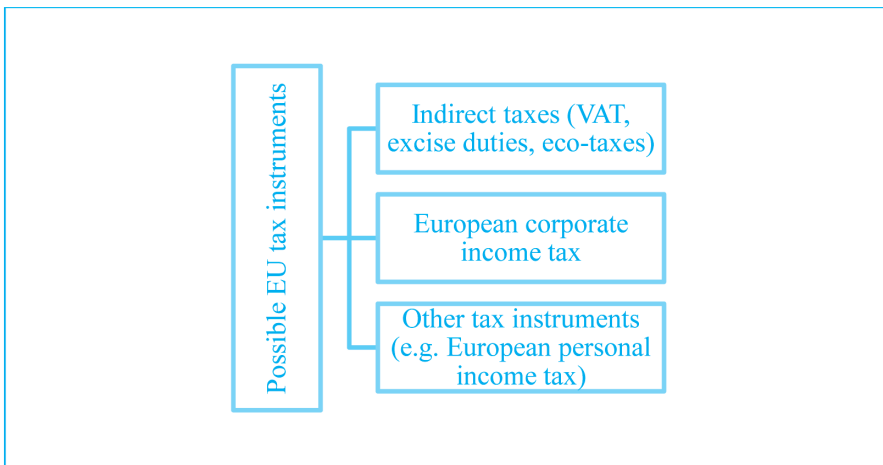 Possible EU tax instruments
Indirect taxes (VAT,
excise duties, eco-taxes)
European corporate
income tax
Other tax instruments
(e.g. European personal
income tax)